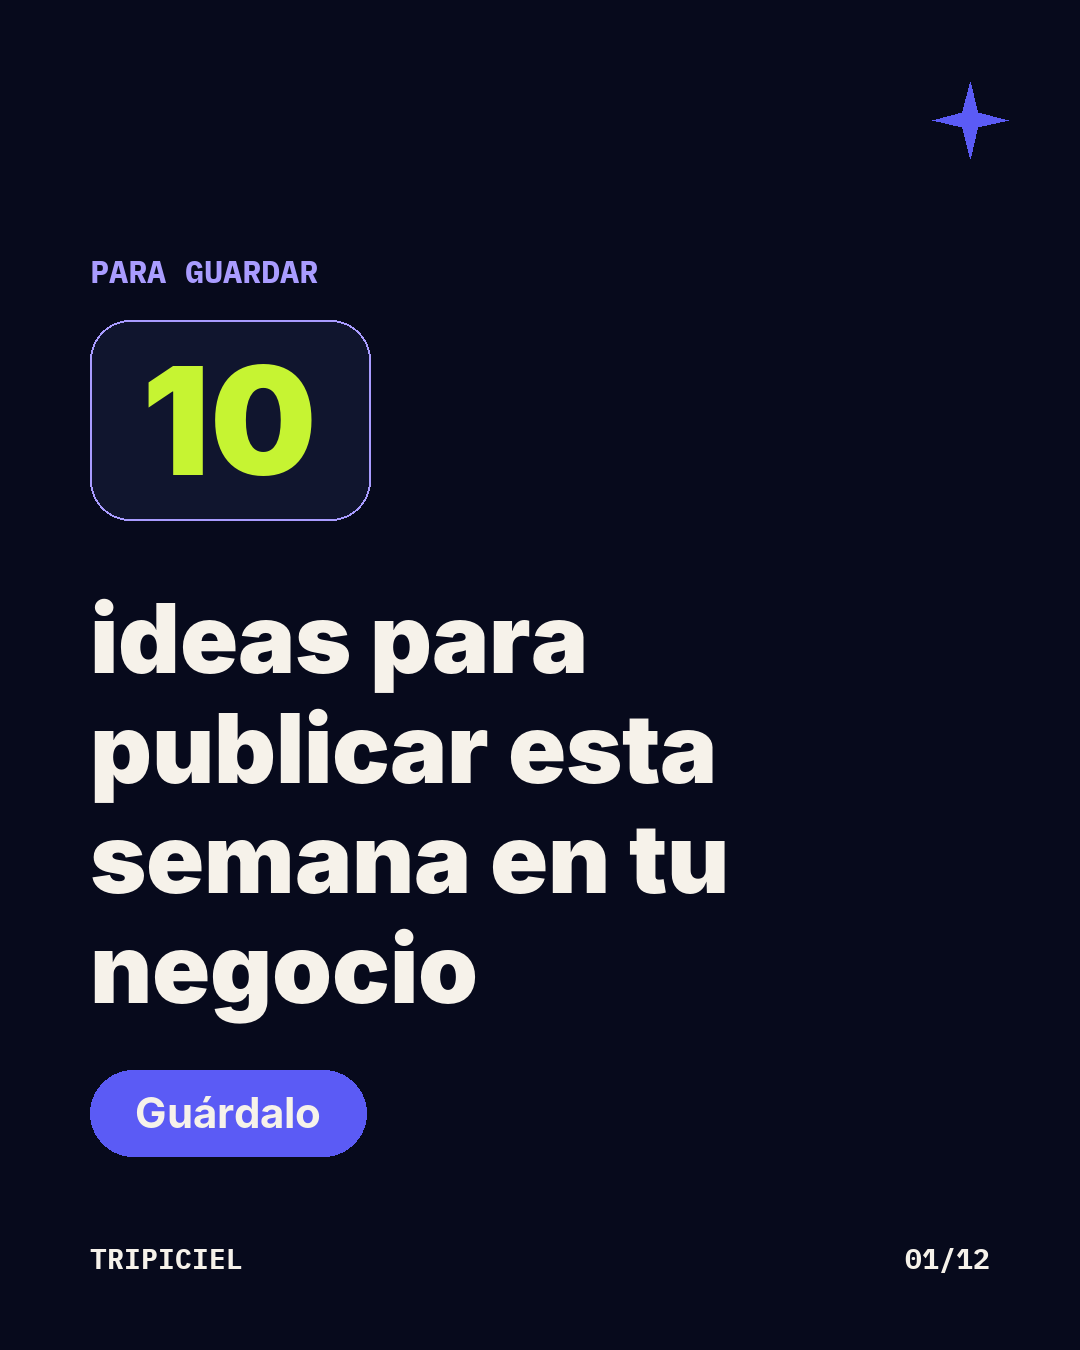 PARA GUARDAR
10
ideas para
publicar esta
semana en tu
negocio
Guárdalo
TRIPICIEL
01/12